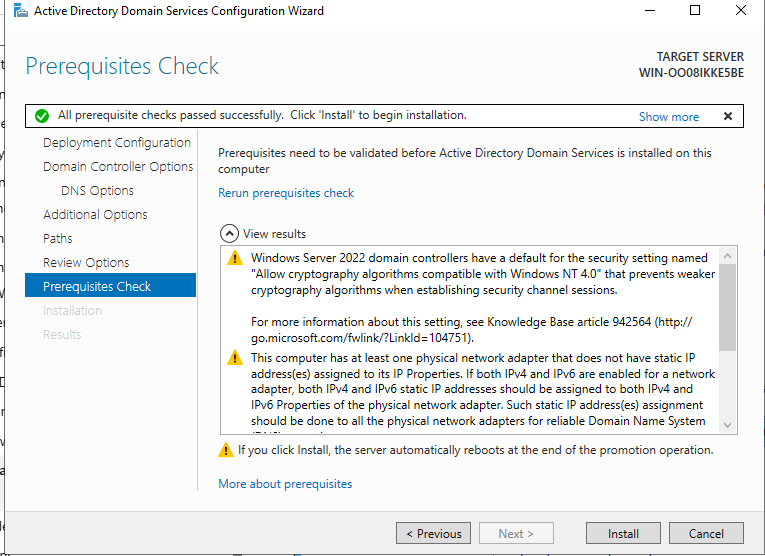 Active Directory Domain Services Configuration Wizard
Prerequisites Check
TARGET SERVER
WIN-OO08IKKE5BE
All prerequisite checks passed successfully. Click 'Install' to begin installation.
Show more
Deployment Configuration
Domain Controller Options
DNS Options
Additional Options
Paths
Review Options
Prerequisites Check
Installation
Results
Prerequisites need to be validated before Active Directory Domain Services is installed on this
computer
Rerun prerequisites check
View results
Windows Server 2022 domain controllers have a default for the security setting named
"Allow cryptography algorithms compatible with Windows NT 4.0" that prevents weaker
cryptography algorithms when establishing security channel sessions.
For more information about this setting, see Knowledge Base article 942564 (http://
go.microsoft.com/fwlink/?LinkId=104751).
This computer has at least one physical network adapter that does not have static IP
address(es) assigned to its IP Properties. If both IPv4 and IPv6 are enabled for a network
adapter, both IPv4 and IPv6 static IP addresses should be assigned to both IPv4 and
IPv6 Properties of the physical network adapter. Such static IP address(es) assignment
should be done to all the physical network adapters for reliable Domain Name System
If you click Install, the server automatically reboots at the end of the promotion operation.
More about prerequisites
< Previous
Next >
Install
Cancel